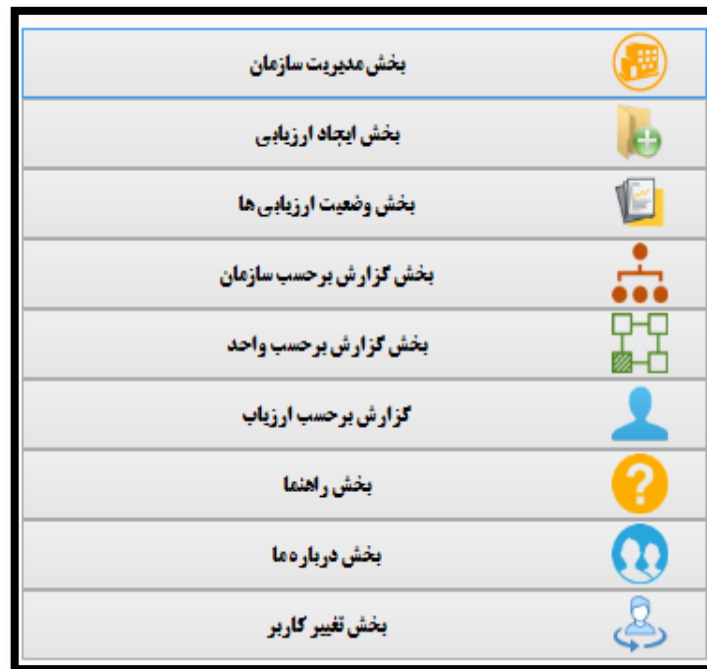 بخش مدیریت سازمان
بخش ایجاد ارزیابی
بخش وضعیت ارزیابی‌ها
بخش گزارش برحسب سازمان
بخش گزارش برحسب واحد
گزارش برحسب ارزیاب
بخش راهنما
بخش درباره ما
بخش تغییر کاربر